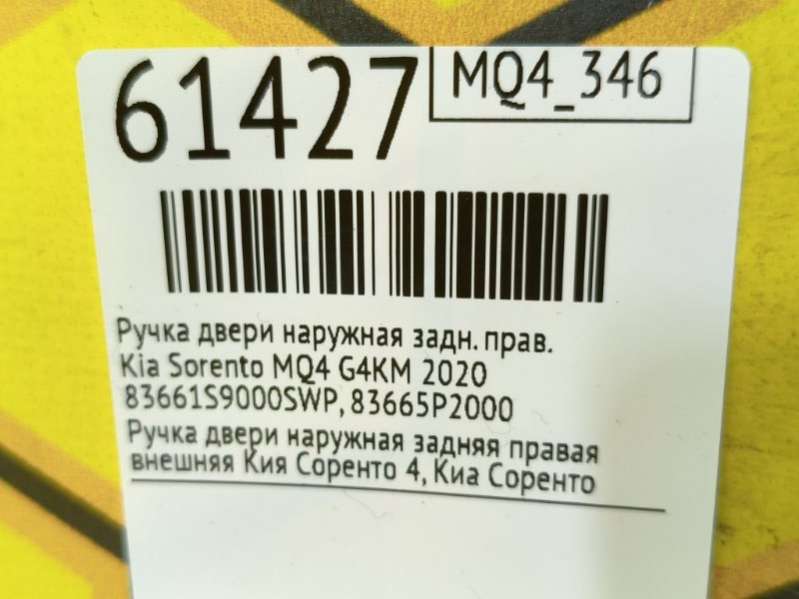 61427
MQ4_346
Ручка двери наружная задн. прав.
Kia Sorento MQ4 G4KM 2020
83661S9000SWP, 83665P2000
Ручка двери наружная задняя правая
внешняя Кия Соренто 4, Киа Соренто